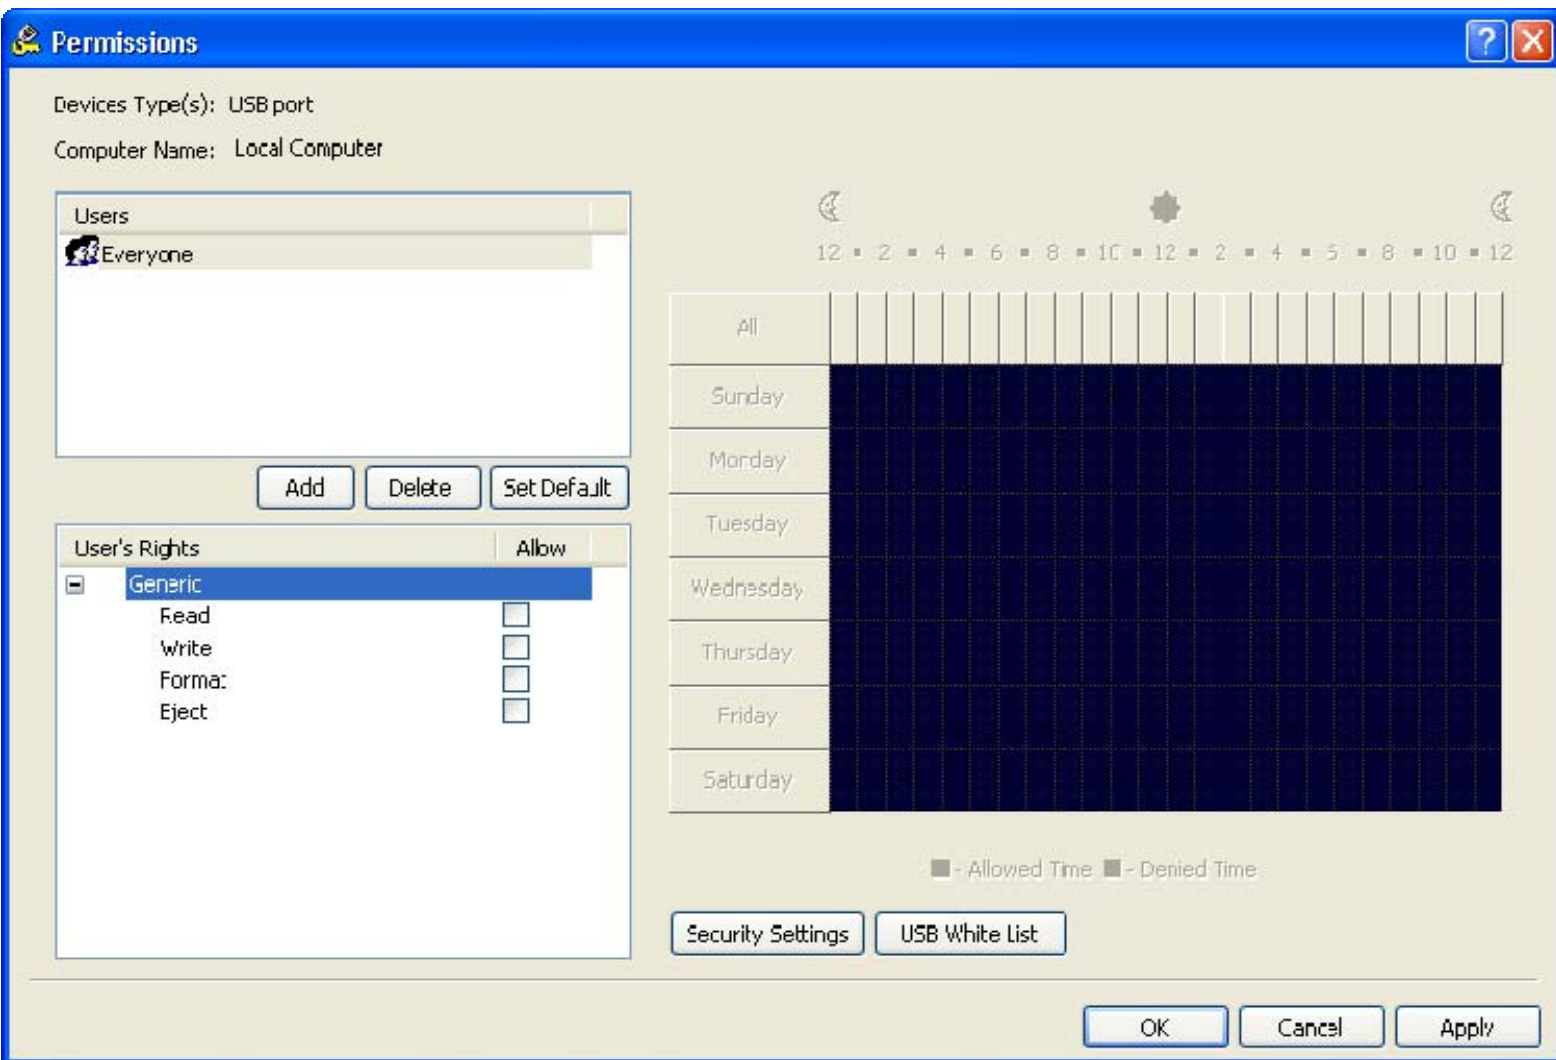 Permissions
Devices Type(s): USB port
Computer Name: Local Computer
Users
Everyone
Add Delete Set Default
User's Rights Allow
Generic
Read
Write
Format
Eject
12 ▪ 2 ▪ 4 ▪ 6 ▪ 8 ▪ 10 ▪ 12 ▪ 2 ▪ 4 ▪ 6 ▪ 8 ▪ 10 ▪ 12
All
Sunday
Monday
Tuesday
Wednesday
Thursday
Friday
Saturday
- Allowed Time - Denied Time
Security Settings USB White List
OK Cancel Apply